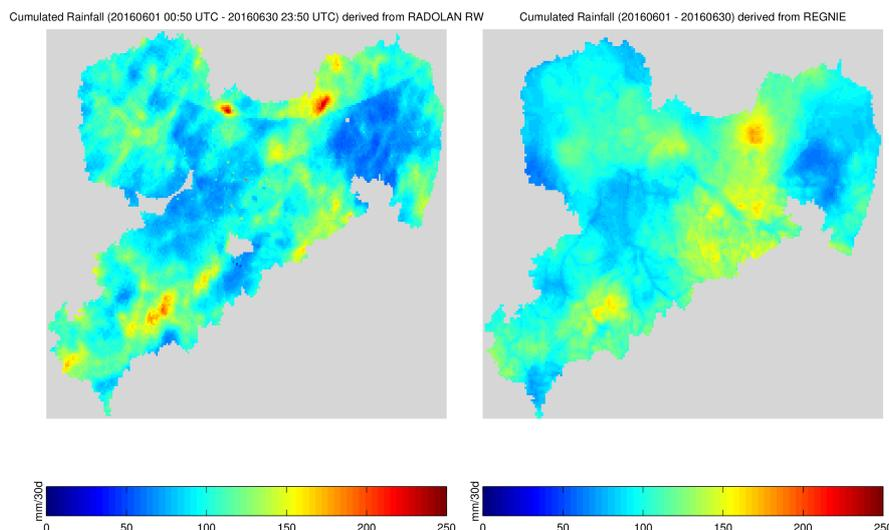 Cumulated Rainfall (20160601 00:50 UTC - 20160630 23:50 UTC) derived from RADOLAN RW
Cumulated Rainfall (20160601 - 20160630) derived from REGNIE
mm/30d
0 50 100 150 200 250
mm/30d
0 50 100 150 200 250